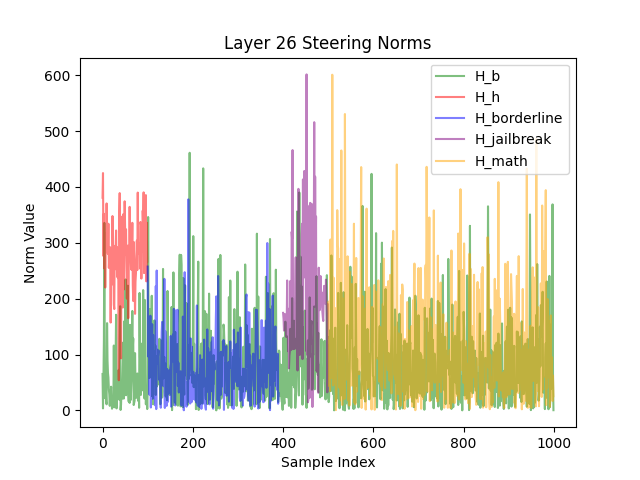 Layer 26 Steering Norms
Norm Value
600
500
400
300
200
100
0
0
200
400
600
800
1000
Sample Index
H_b
H_h
H_borderline
H_jailbreak
H_math